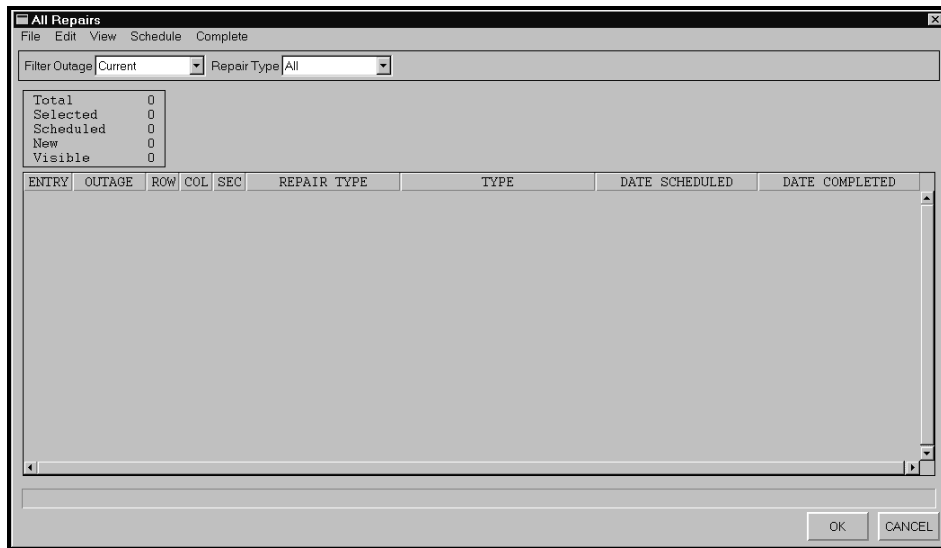 All Repairs
File Edit View Schedule Complete
Filter Outage Current Repair Type All
Total 0
Selected 0
Scheduled 0
New 0
Visible 0
ENTRY OUTAGE ROW COL SEC REPAIR TYPE TYPE DATE SCHEDULED DATE COMPLETED
OK CANCEL